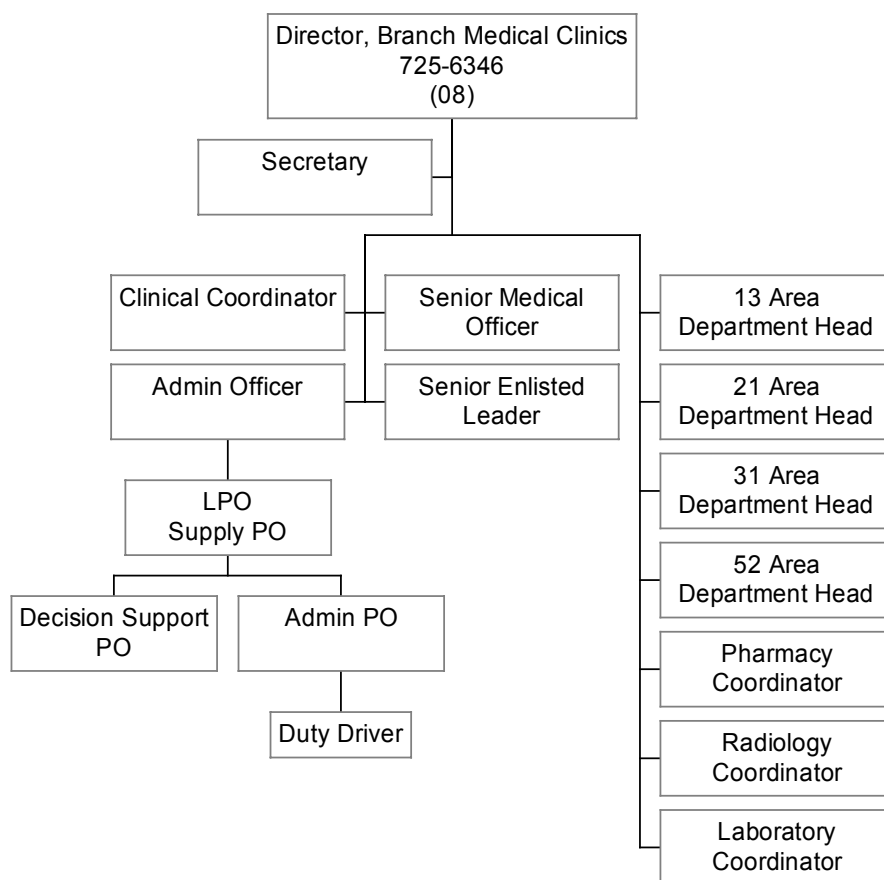 Director, Branch Medical Clinics
725-6346
(08)
Secretary
Clinical Coordinator
Senior Medical
Officer
13 Area
Department Head
Admin Officer
Senior Enlisted
Leader
21 Area
Department Head
LPO
Supply PO
31 Area
Department Head
Decision Support
PO
Admin PO
52 Area
Department Head
Duty Driver
Pharmacy
Coordinator
Radiology
Coordinator
Laboratory
Coordinator